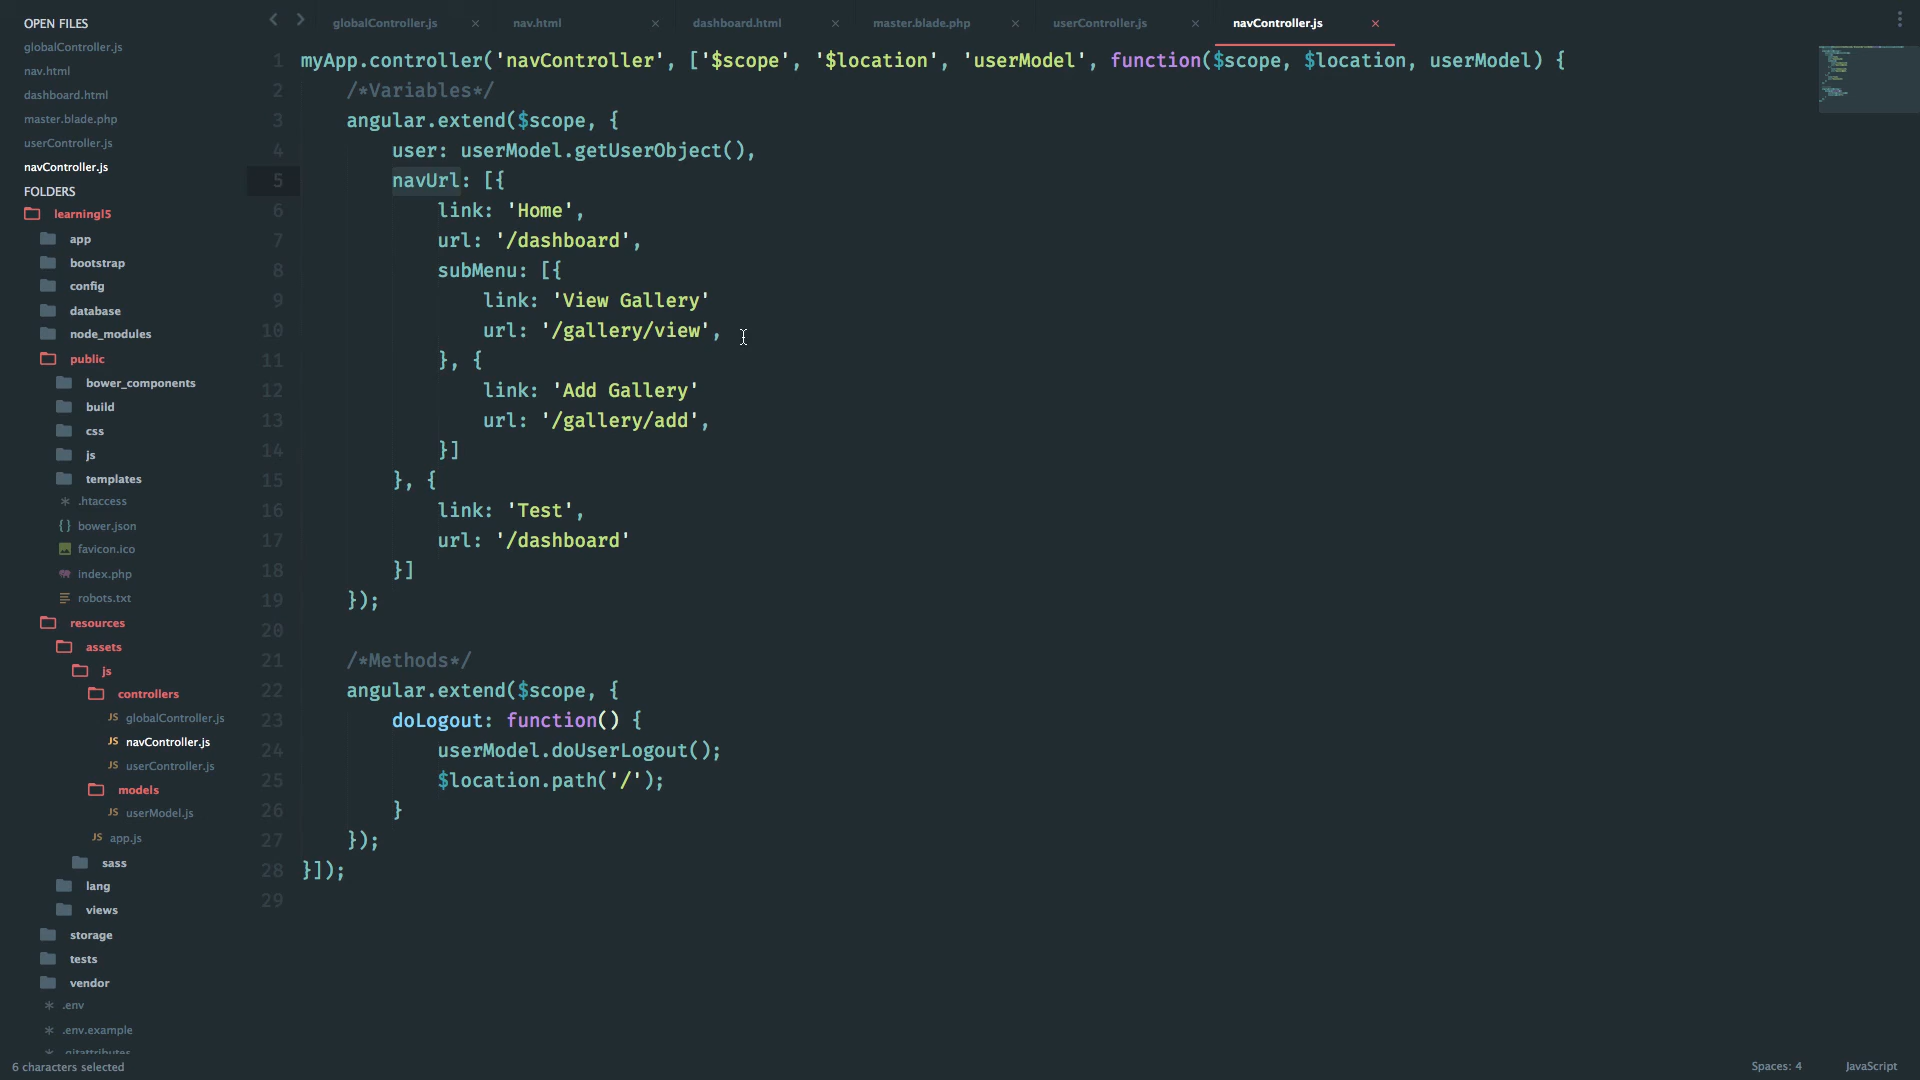 OPEN FILES
globalController.js
nav.html
dashboard.html
master.blade.php
userController.js
navController.js
FOLDERS
learningl5
app
bootstrap
config
database
node_modules
public
bower_components
build
css
js
templates
.htaccess
bower.json
favicon.ico
index.php
robots.txt
resources
assets
js
controllers
JS globalController.js
JS navController.js
JS userController.js
models
JS userModel.js
JS app.js
sass
lang
views
storage
tests
vendor
.env
.env.example
.gitattributes
globalController.js × nav.html × dashboard.html × master.blade.php × userController.js × navController.js ×
1 myApp.controller('navController', ['$scope', '$location', 'userModel', function($scope, $location, userModel) {
2     /*Variables*/
3     angular.extend($scope, {
4         user: userModel.getUserObject(),
5         navUrl: [{
6             link: 'Home',
7             url: '/dashboard',
8             subMenu: [{
9                 link: 'View Gallery'
10                 url: '/gallery/view',
11             }, {
12                 link: 'Add Gallery'
13                 url: '/gallery/add',
14             }]
15         }, {
16             link: 'Test',
17             url: '/dashboard'
18         }]
19     });
20
21     /*Methods*/
22     angular.extend($scope, {
23         doLogout: function() {
24             userModel.doUserLogout();
25             $location.path('/');
26         }
27     });
28 }]);
29
6 characters selected
Spaces: 4 JavaScript